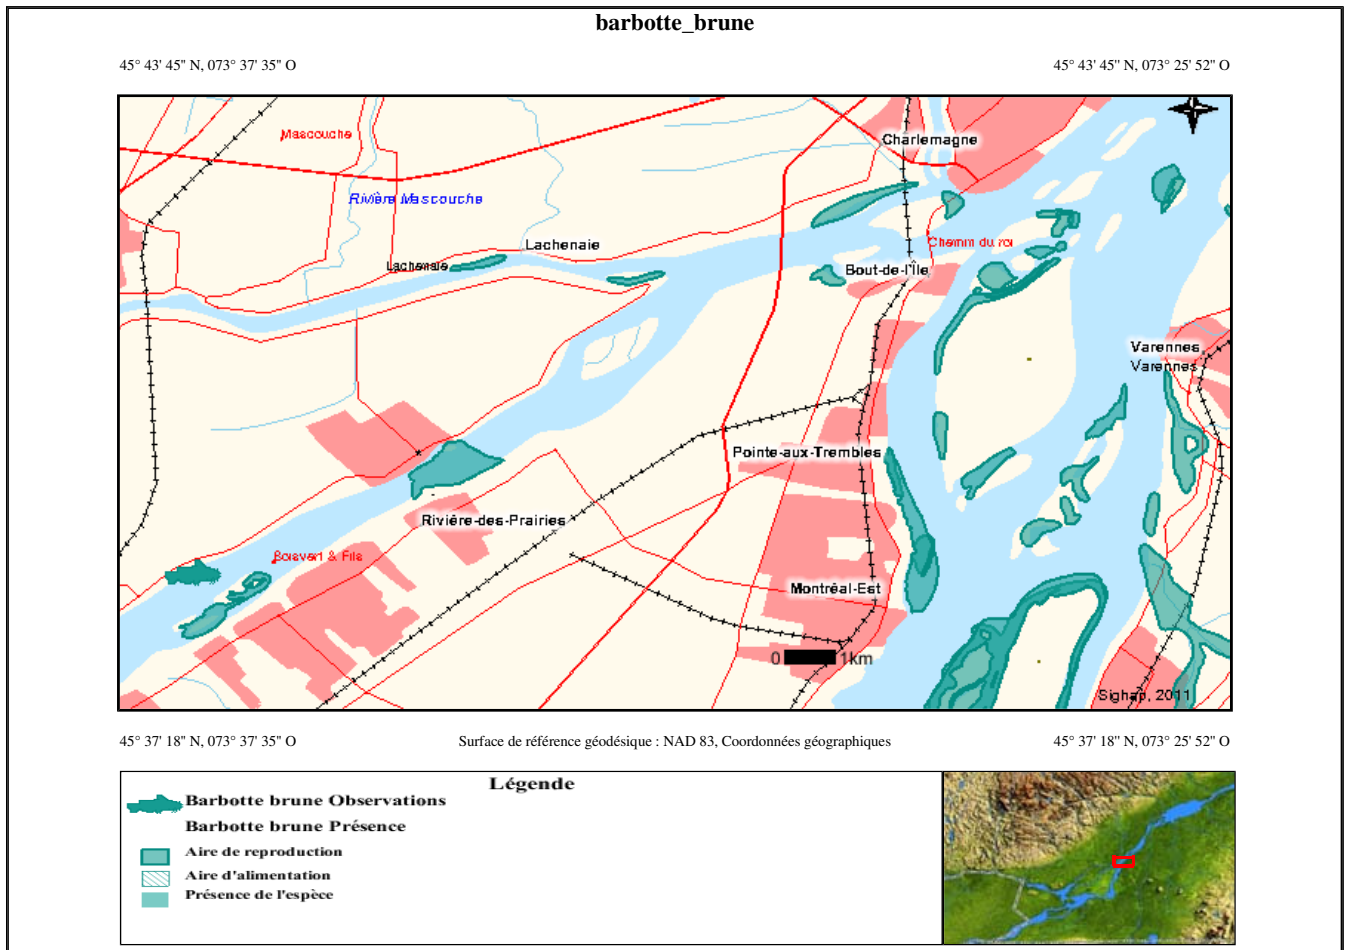 barbotte_brune
45° 43' 45" N, 073° 37' 35" O
45° 43' 45" N, 073° 25' 52" O
Mascouche
Charlemagne
Rivière Mascouche
Lachenaie
Chemin du roi
Lachenaie
Bout-de-l'Île
Varennes
Varennes
Pointe-aux-Trembles
Rivière-des-Prairies
Boisvert & Fils
Montréal-Est
0 1km
Sighap, 2011
45° 37' 18" N, 073° 37' 35" O
Surface de référence géodésique : NAD 83, Coordonnées géographiques
45° 37' 18" N, 073° 25' 52" O
Légende
Barbotte brune Observations
Barbotte brune Présence
Aire de reproduction
Aire d'alimentation
Présence de l'espèce